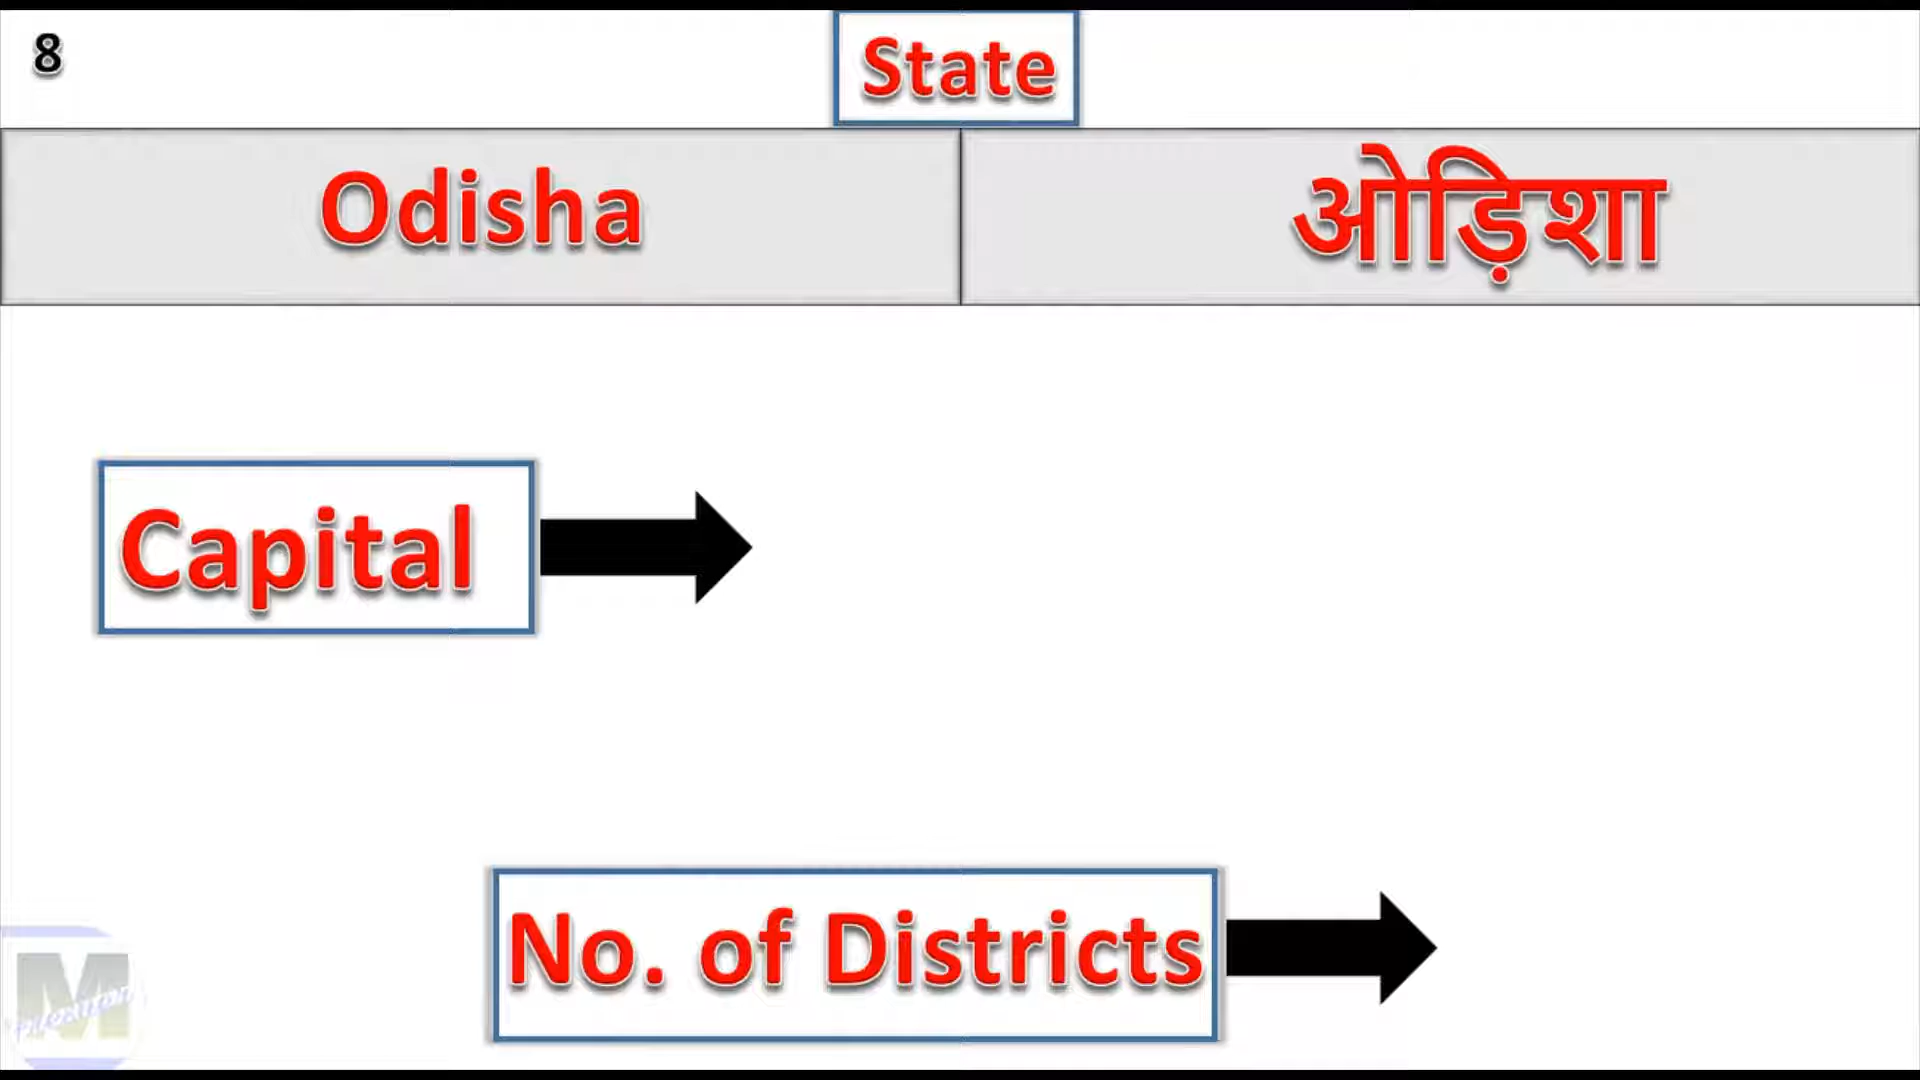 8
State
Odisha
ओड़िशा
Capital
No. of Districts
M